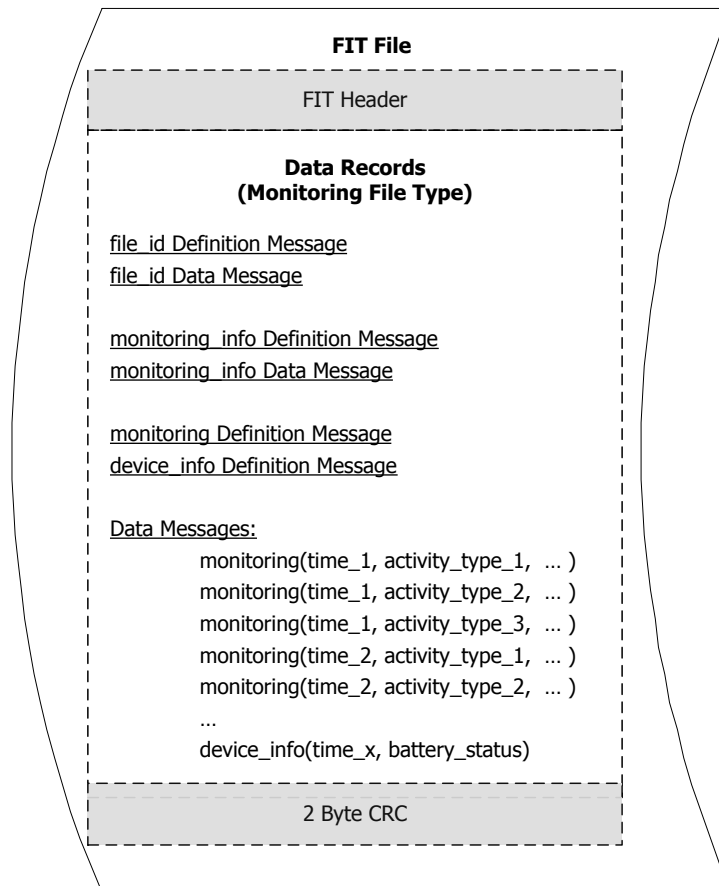 FIT File
FIT Header
Data Records
(Monitoring File Type)
file_id Definition Message
file_id Data Message
monitoring_info Definition Message
monitoring_info Data Message
monitoring Definition Message
device_info Definition Message
Data Messages:
monitoring(time_1, activity_type_1, … )
monitoring(time_1, activity_type_2, … )
monitoring(time_1, activity_type_3, … )
monitoring(time_2, activity_type_1, … )
monitoring(time_2, activity_type_2, … )
…
device_info(time_x, battery_status)
2 Byte CRC